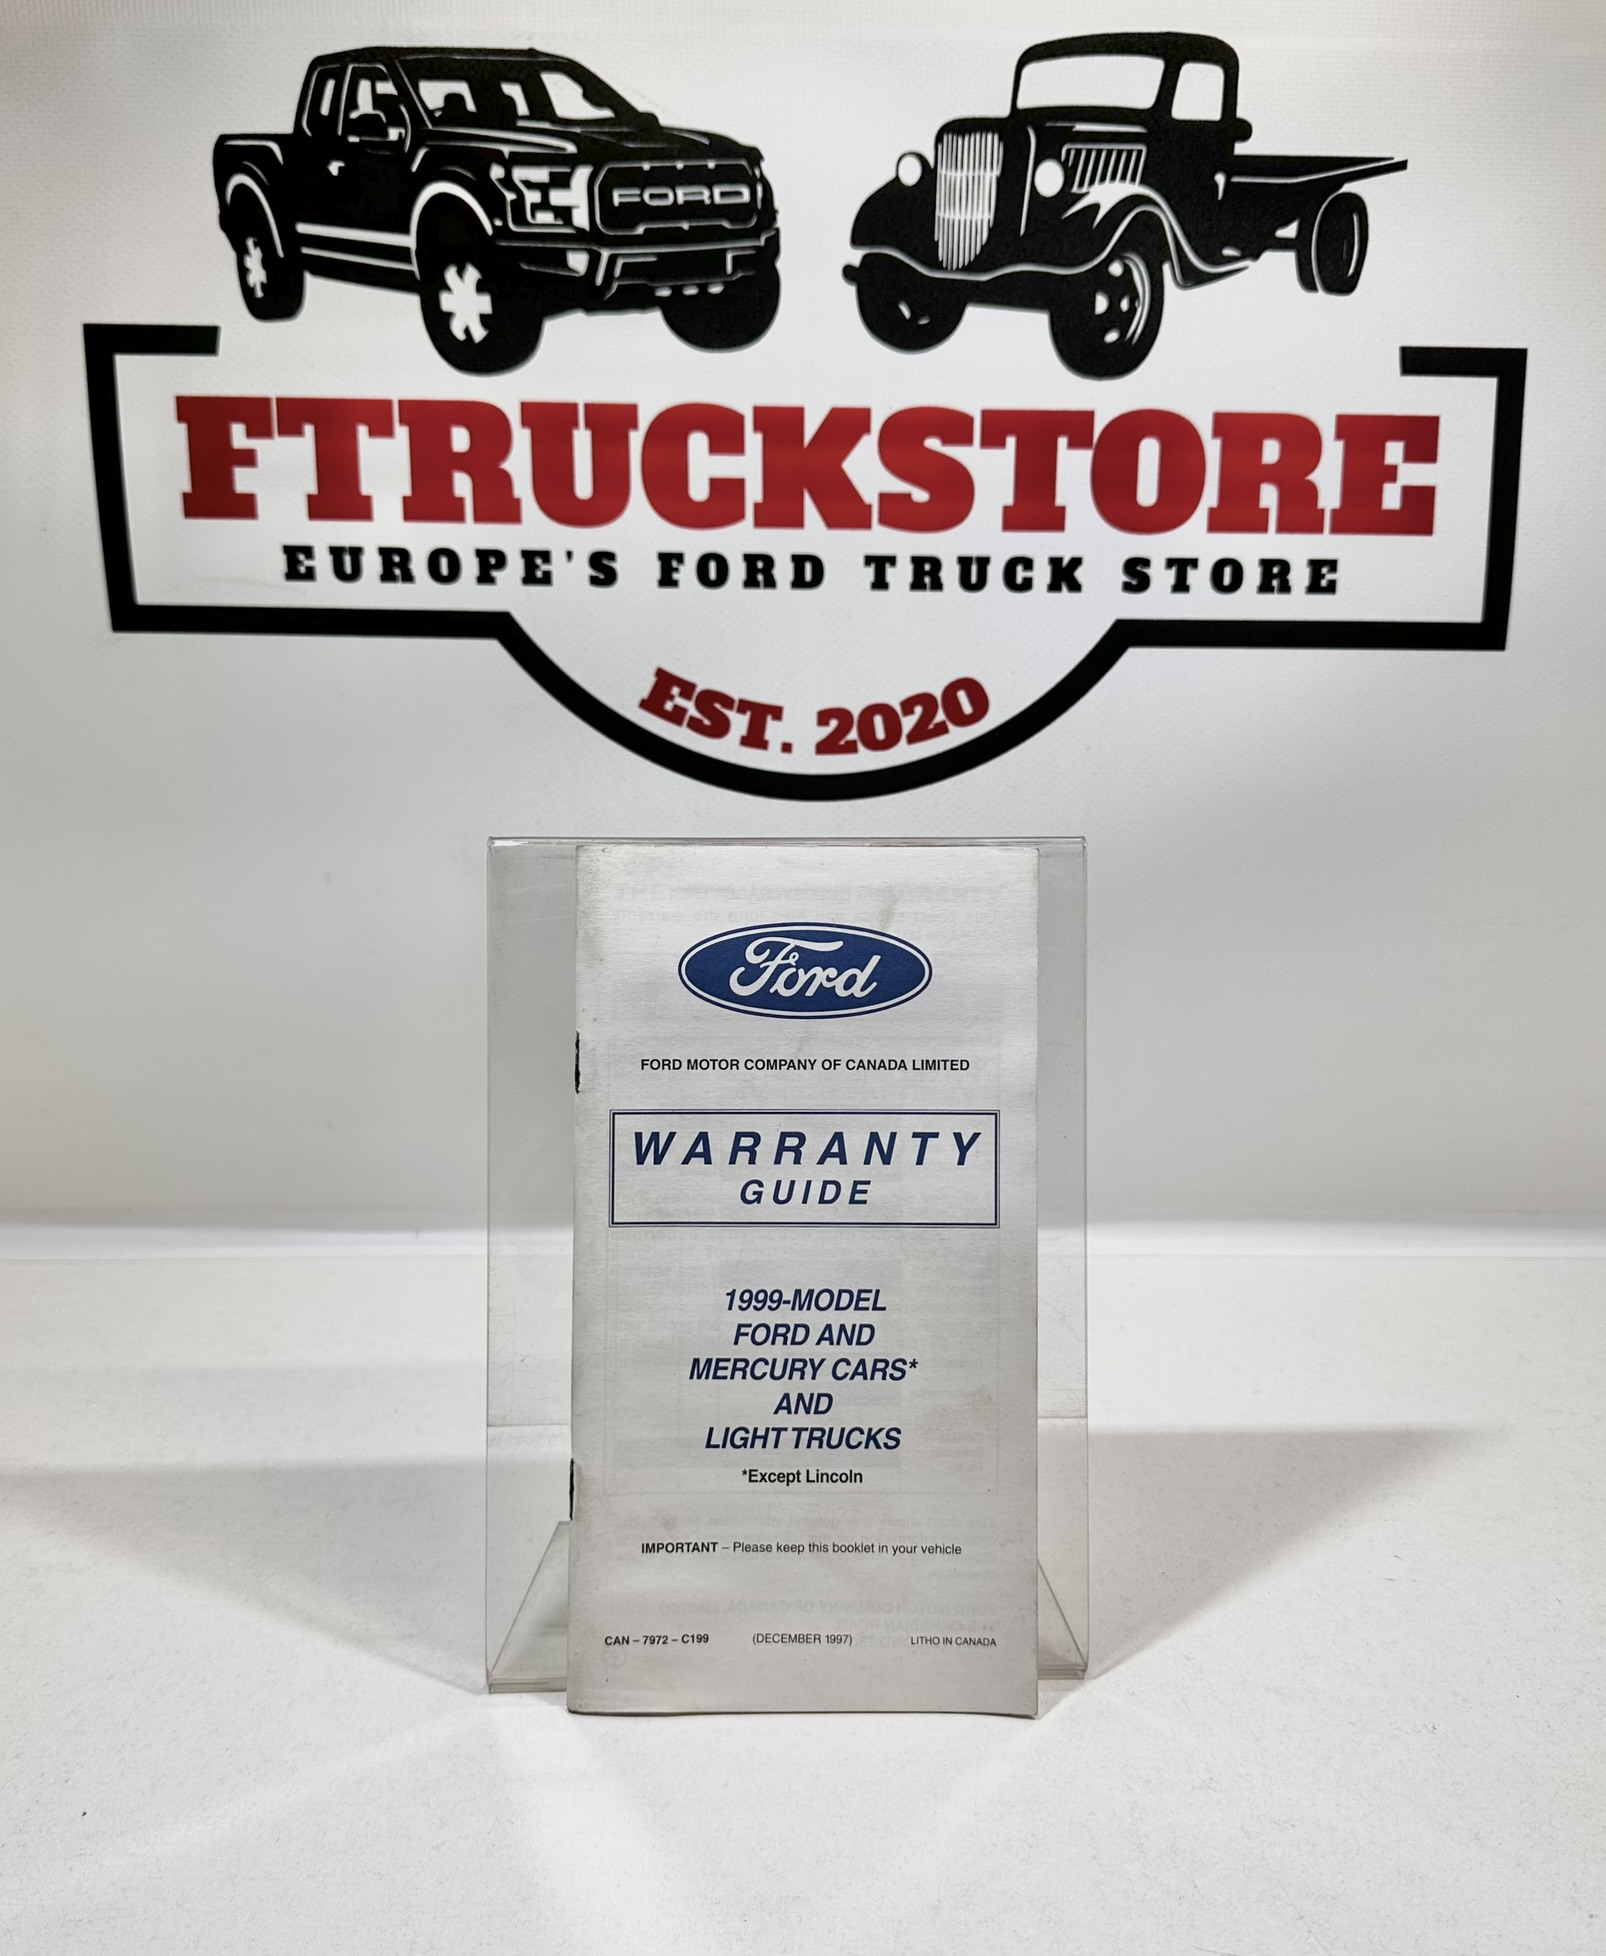 FORD
FTRUCKSTORE
EUROPE'S FORD TRUCK STORE
EST. 2020
Ford
FORD MOTOR COMPANY OF CANADA LIMITED
WARRANTY
GUIDE
1999-MODEL
FORD AND
MERCURY CARS*
AND
LIGHT TRUCKS
*Except Lincoln
IMPORTANT – Please keep this booklet in your vehicle
CAN – 7972 – C199 (DECEMBER 1997) LITHO IN CANADA